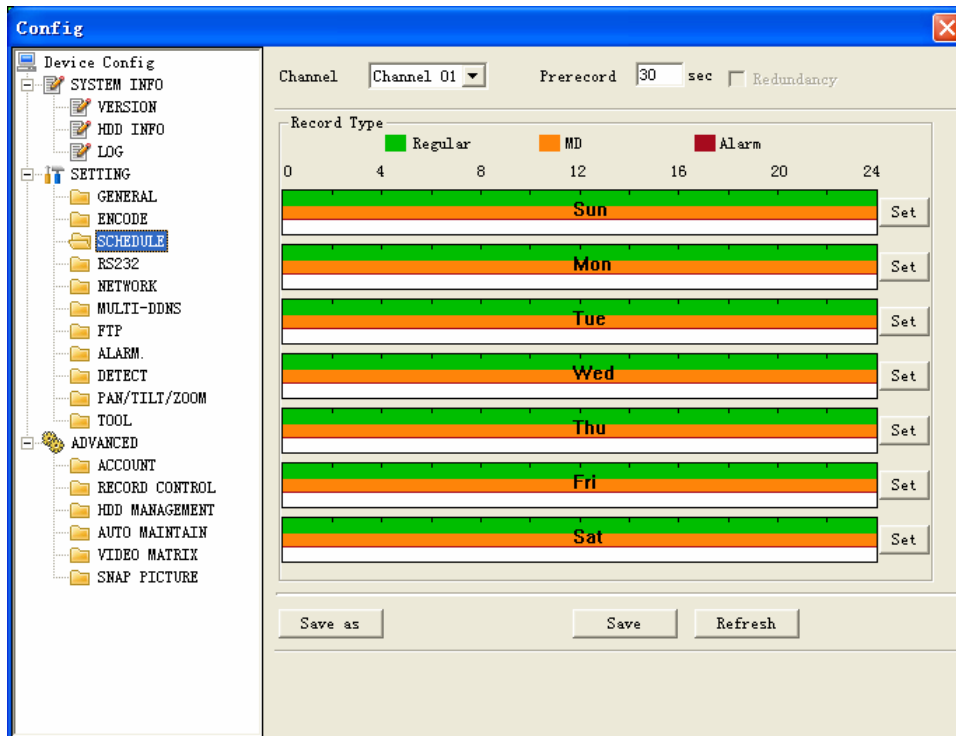 Config
Device Config
SYSTEM INFO
VERSION
HDD INFO
LOG
SETTING
GENERAL
ENCODE
SCHEDULE
RS232
NETWORK
MULTI-DDNS
FTP
ALARM.
DETECT
PAN/TILT/ZOOM
TOOL
ADVANCED
ACCOUNT
RECORD CONTROL
HDD MANAGEMENT
AUTO MAINTAIN
VIDEO MATRIX
SNAP PICTURE
Channel Channel 01 Prerecord 30 sec Redundancy
Record Type
Regular MD Alarm
0 4 8 12 16 20 24
Sun Set
Mon Set
Tue Set
Wed Set
Thu Set
Fri Set
Sat Set
Save as Save Refresh